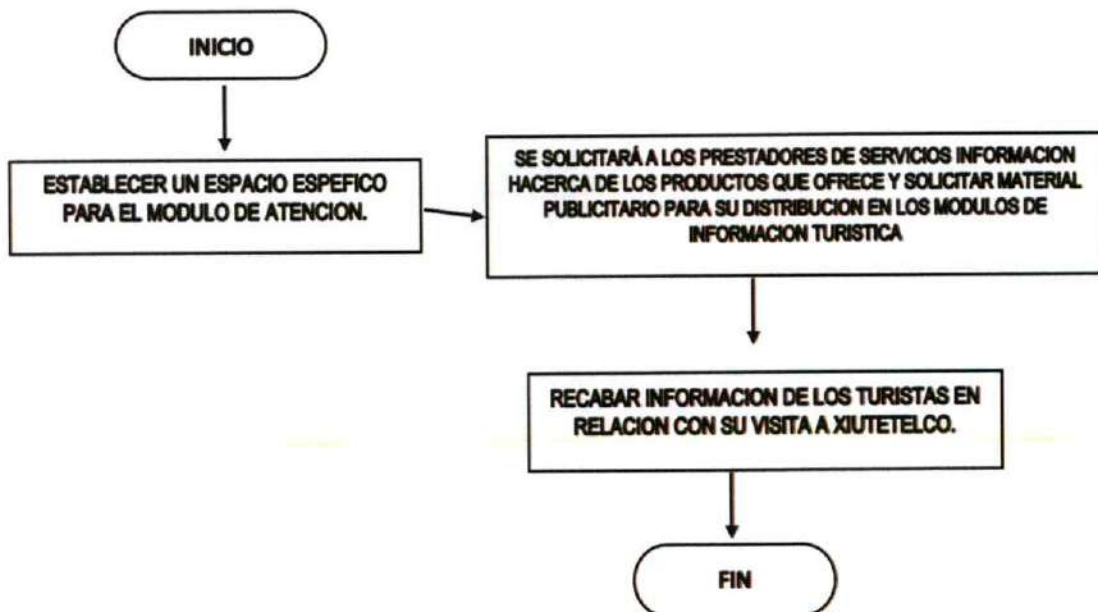 INICIO
ESTABLECER UN ESPACIO ESPEFICO
PARA EL MODULO DE ATENCION.
SE SOLICITARÁ A LOS PRESTADORES DE SERVICIOS INFORMACION
HACERCA DE LOS PRODUCTOS QUE OFRECE Y SOLICITAR MATERIAL
PUBLICITARIO PARA SU DISTRIBUCION EN LOS MODULOS DE
INFORMACION TURISTICA
RECABAR INFORMACION DE LOS TURISTAS EN
RELACION CON SU VISITA A XIUTETELCO.
FIN